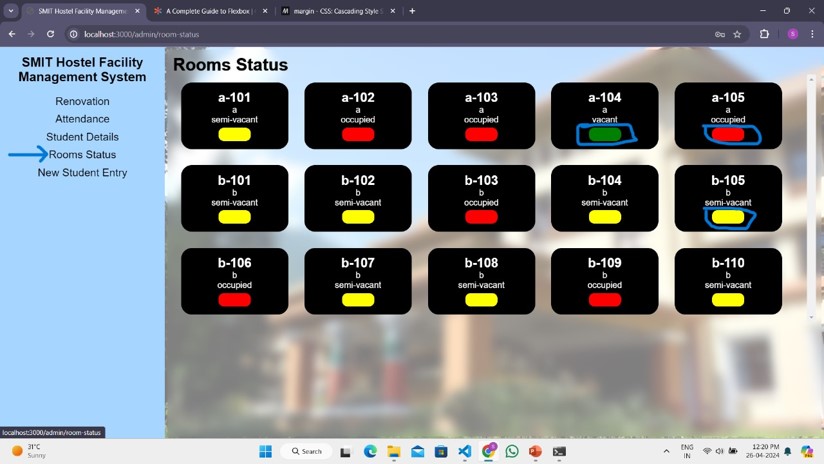 SMIT Hostel Facility Managemen
A Complete Guide to Flexbox |
margin - CSS: Cascading Style S
localhost:3000/admin/room-status
S
SMIT Hostel Facility
Management System
Renovation
Attendance
Student Details
Rooms Status
New Student Entry
Rooms Status
a-101
a
semi-vacant
a-102
a
occupied
a-103
a
occupied
a-104
a
vacant
a-105
a
occupied
b-101
b
semi-vacant
b-102
b
semi-vacant
b-103
b
occupied
b-104
b
semi-vacant
b-105
b
semi-vacant
b-106
b
occupied
b-107
b
semi-vacant
b-108
b
semi-vacant
b-109
b
occupied
b-110
b
semi-vacant
localhost:3000/admin/room-status
31°C
Sunny
Search
ENG
IN
12:20 PM
26-04-2024